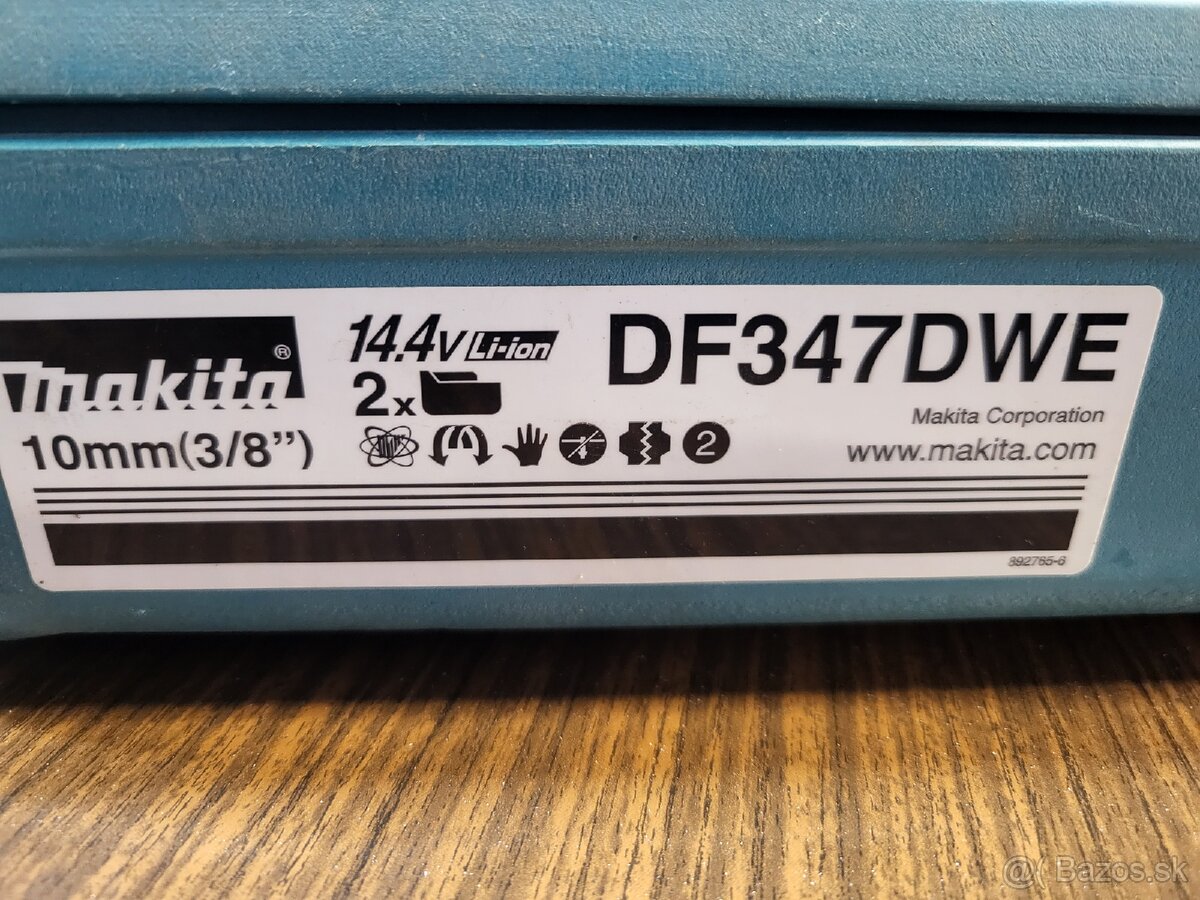 makita®
10mm(3/8")
14.4V Li-ion
2x
2
DF347DWE
Makita Corporation
www.makita.com
892765-6
@( Bazos.sk